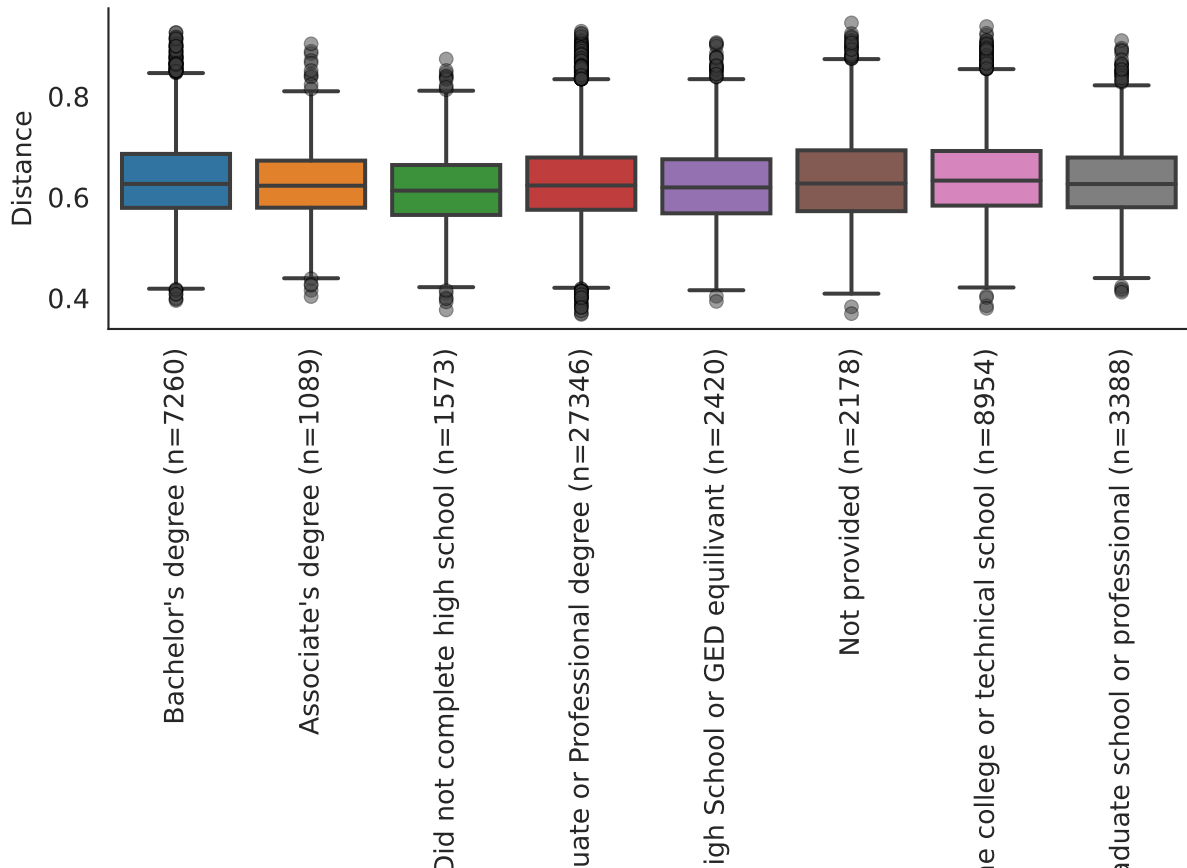 Distance
0.8
0.6
0.4
Bachelor's degree (n=7260)
Associate's degree (n=1089)
Did not complete high school (n=1573)
uate or Professional degree (n=27346)
igh School or GED equilivant (n=2420)
Not provided (n=2178)
e college or technical school (n=8954)
aduate school or professional (n=3388)